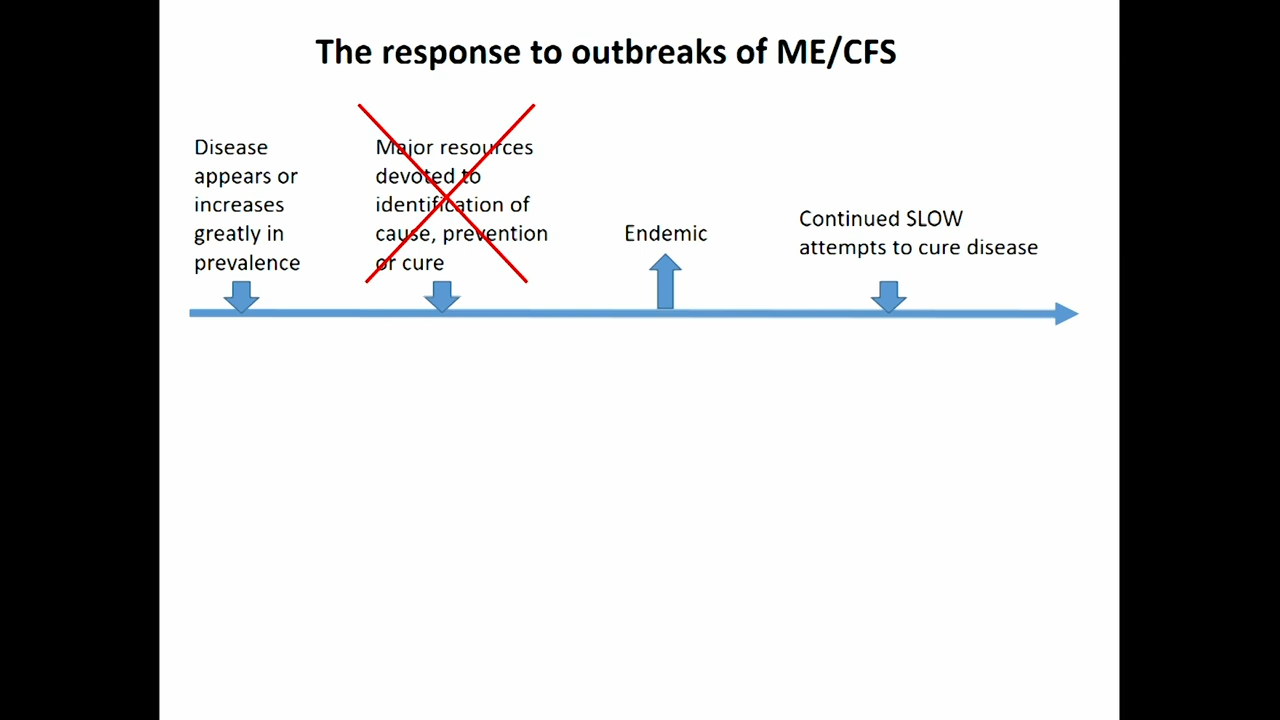 The response to outbreaks of ME/CFS
Disease
appears or
increases
greatly in
prevalence
Major resources
devoted to
identification of
cause, prevention
or cure
Endemic
Continued SLOW
attempts to cure disease